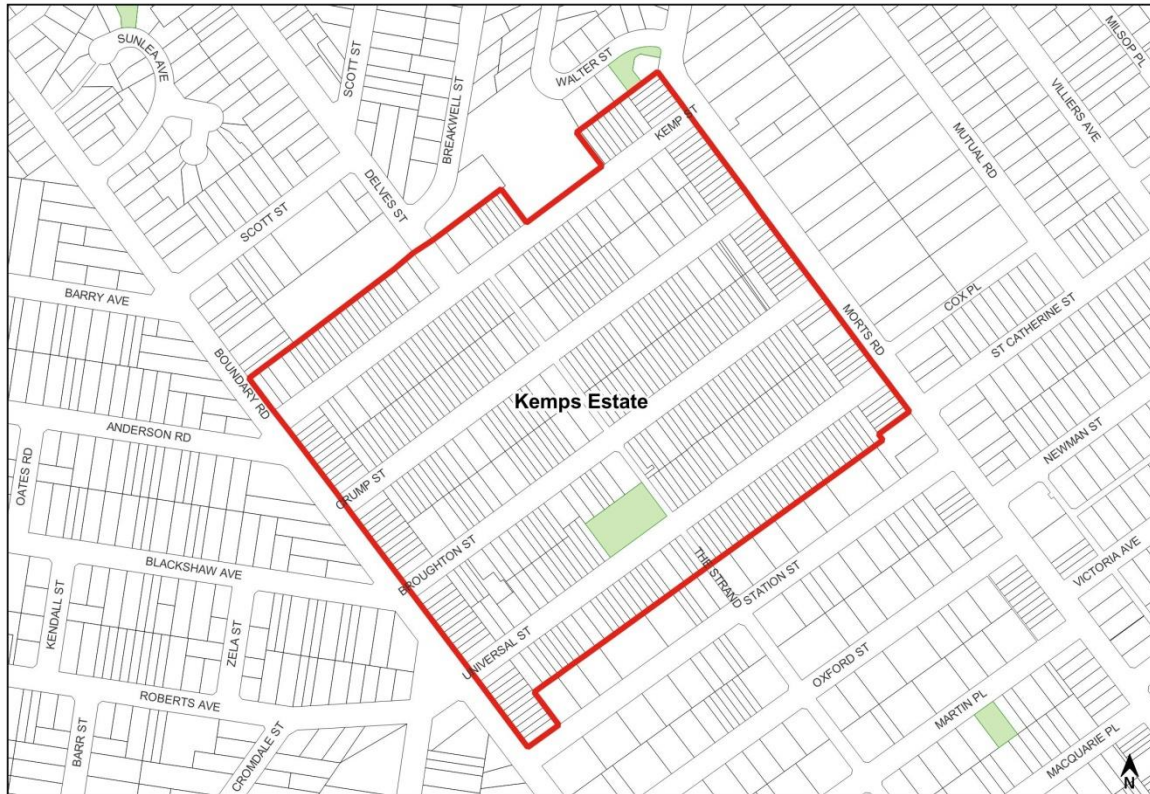 SUNLEA AVE
SCOTT ST
BREAKWELL ST
WALTER ST
KEMP ST
MILSOP PL
VILLIERS AVE
MUTUAL RD
DELVES ST
SCOTT ST
BARRY AVE
BOUNDARY RD
COX PL
ST CATHERINE ST
MORTS RD
Kemps Estate
ANDERSON RD
OATES RD
CRUMP ST
NEWMAN ST
BROUGHTON ST
BLACKSHAW AVE
KENDALL ST
ZELA ST
THE STRAND
STATION ST
VICTORIA AVE
UNIVERSAL ST
OXFORD ST
ROBERTS AVE
MARTIN PL
BARR ST
CROMDALE ST
MACQUARIE PL
N